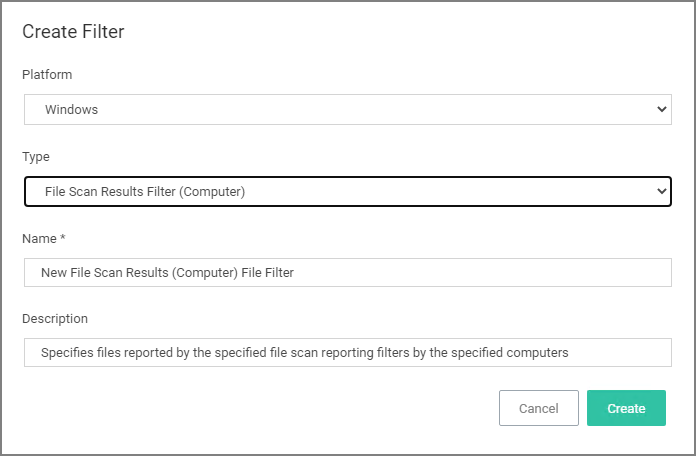 Create Filter
Platform
Windows
Type
File Scan Results Filter (Computer)
Name *
New File Scan Results (Computer) File Filter
Description
Specifies files reported by the specified file scan reporting filters by the specified computers
Cancel Create